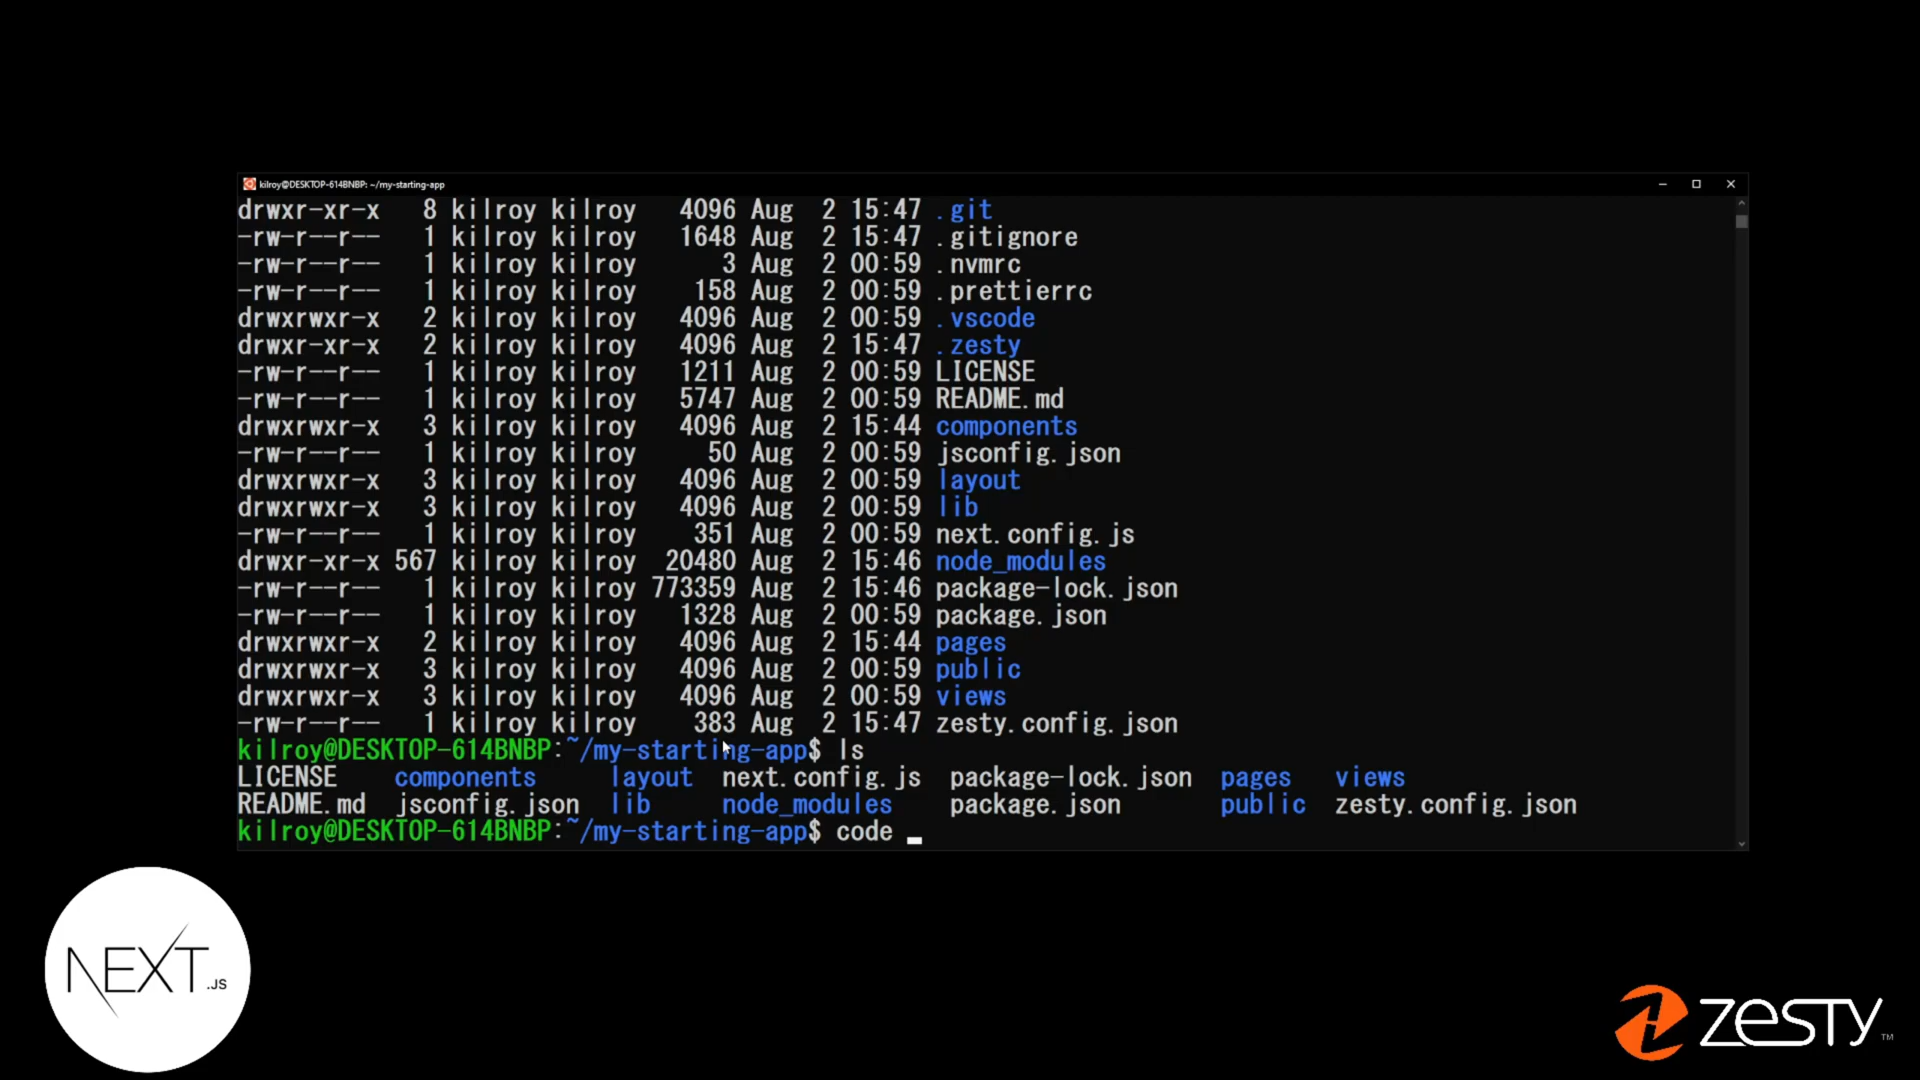 kilroy@DESKTOP-614BNBP: ~/my-starting-app
drwxr-xr-x 8 kilroy kilroy 4096 Aug 2 15:47 .git
-rw-r--r-- 1 kilroy kilroy 1648 Aug 2 15:47 .gitignore
-rw-r--r-- 1 kilroy kilroy 3 Aug 2 00:59 .nvmrc
-rw-r--r-- 1 kilroy kilroy 158 Aug 2 00:59 .prettierrc
drwxrwxr-x 2 kilroy kilroy 4096 Aug 2 00:59 .vscode
drwxr-xr-x 2 kilroy kilroy 4096 Aug 2 15:47 .zesty
-rw-r--r-- 1 kilroy kilroy 1211 Aug 2 00:59 LICENSE
-rw-r--r-- 1 kilroy kilroy 5747 Aug 2 00:59 README.md
drwxrwxr-x 3 kilroy kilroy 4096 Aug 2 15:44 components
-rw-r--r-- 1 kilroy kilroy 50 Aug 2 00:59 jsconfig.json
drwxrwxr-x 3 kilroy kilroy 4096 Aug 2 00:59 layout
drwxrwxr-x 3 kilroy kilroy 4096 Aug 2 00:59 lib
-rw-r--r-- 1 kilroy kilroy 351 Aug 2 00:59 next.config.js
drwxr-xr-x 567 kilroy kilroy 20480 Aug 2 15:46 node_modules
-rw-r--r-- 1 kilroy kilroy 773359 Aug 2 15:46 package-lock.json
-rw-r--r-- 1 kilroy kilroy 1328 Aug 2 00:59 package.json
drwxrwxr-x 2 kilroy kilroy 4096 Aug 2 15:44 pages
drwxrwxr-x 3 kilroy kilroy 4096 Aug 2 00:59 public
drwxrwxr-x 3 kilroy kilroy 4096 Aug 2 00:59 views
-rw-r--r-- 1 kilroy kilroy 383 Aug 2 15:47 zesty.config.json
kilroy@DESKTOP-614BNBP:~/my-starting-app$ ls
LICENSE components layout next.config.js package-lock.json pages views
README.md jsconfig.json lib node_modules package.json public zesty.config.json
kilroy@DESKTOP-614BNBP:~/my-starting-app$ code _
NEXT.JS
zesty™